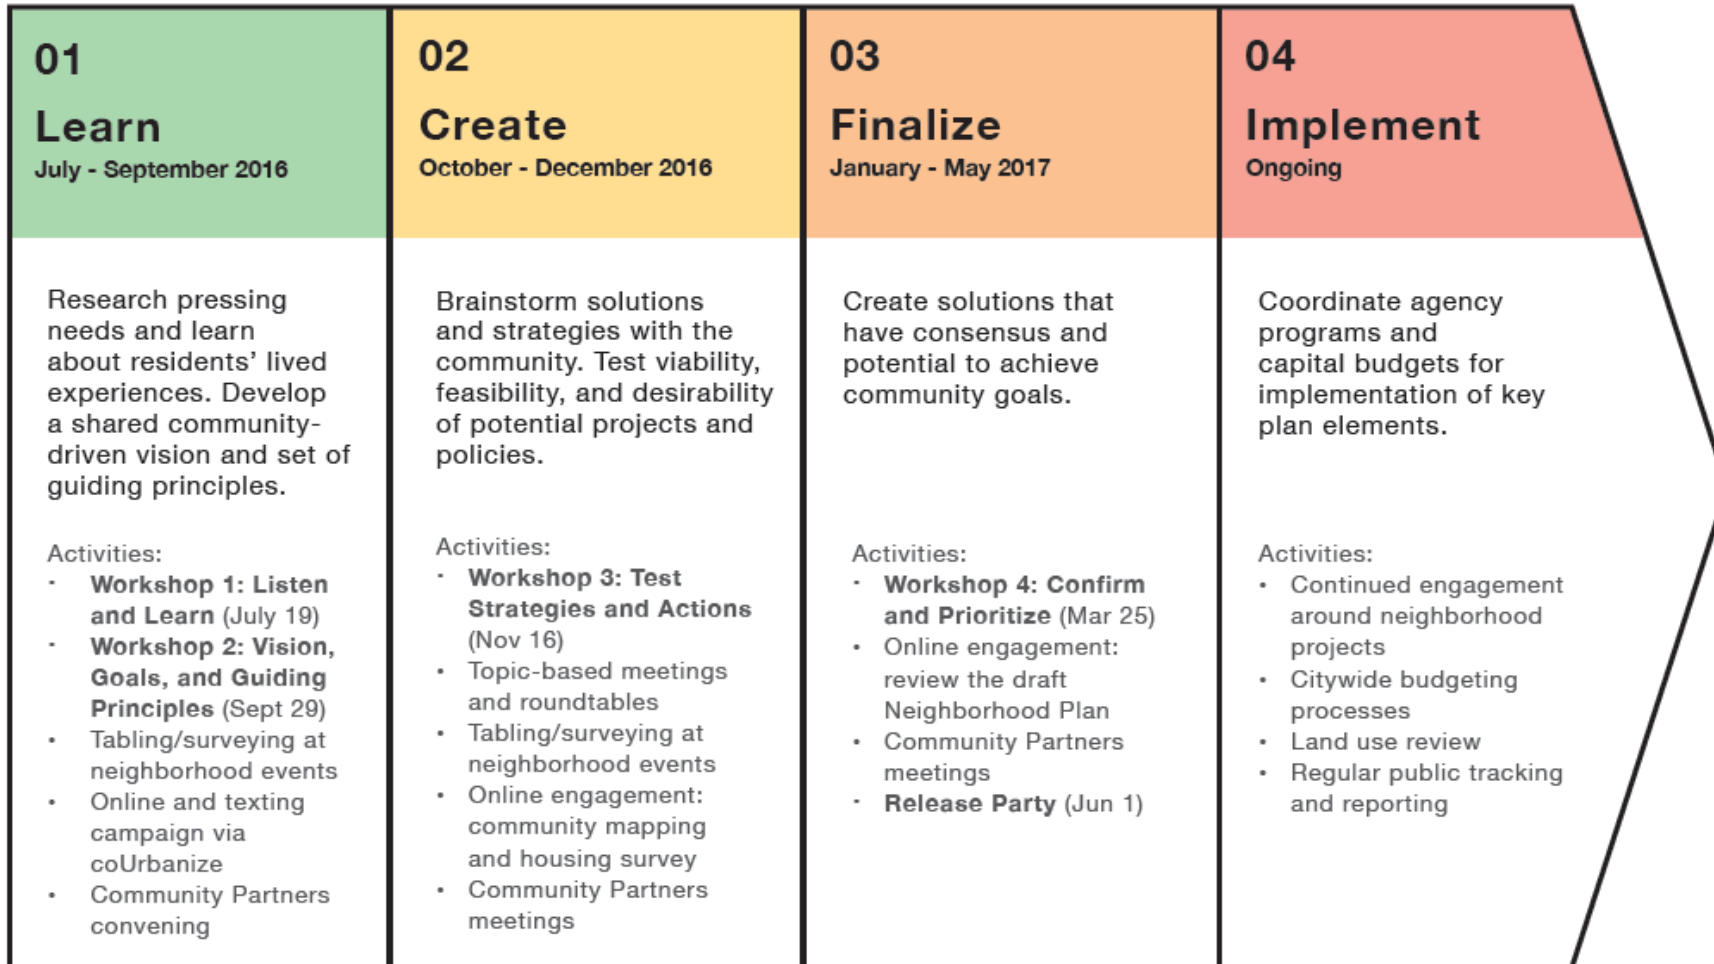 01
Learn
July - September 2016
Research pressing
needs and learn
about residents’ lived
experiences. Develop
a shared community-
driven vision and set of
guiding principles.
Activities:
· Workshop 1: Listen
and Learn (July 19)
· Workshop 2: Vision,
Goals, and Guiding
Principles (Sept 29)
• Tabling/surveying at
neighborhood events
• Online and texting
campaign via
coUrbanize
• Community Partners
convening
02
Create
October - December 2016
Brainstorm solutions
and strategies with the
community. Test viability,
feasibility, and desirability
of potential projects and
policies.
Activities:
· Workshop 3: Test
Strategies and Actions
(Nov 16)
• Topic-based meetings
and roundtables
• Tabling/surveying at
neighborhood events
• Online engagement:
community mapping
and housing survey
• Community Partners
meetings
03
Finalize
January - May 2017
Create solutions that
have consensus and
potential to achieve
community goals.
Activities:
· Workshop 4: Confirm
and Prioritize (Mar 25)
• Online engagement:
review the draft
Neighborhood Plan
• Community Partners
meetings
· Release Party (Jun 1)
04
Implement
Ongoing
Coordinate agency
programs and
capital budgets for
implementation of key
plan elements.
Activities:
• Continued engagement
around neighborhood
projects
• Citywide budgeting
processes
• Land use review
• Regular public tracking
and reporting